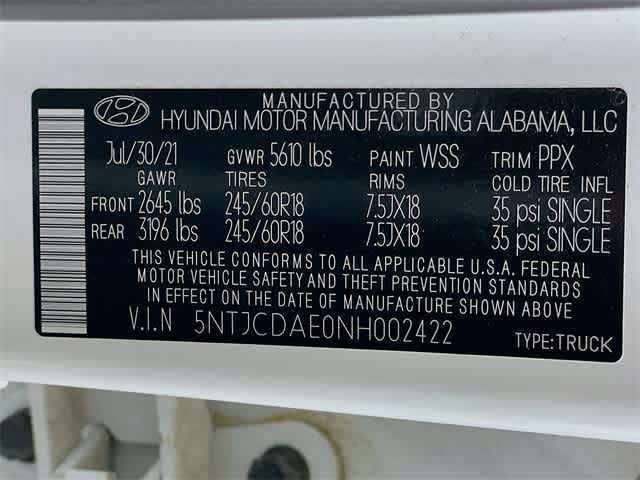 MANUFACTURED BY
HYUNDAI MOTOR MANUFACTURING ALABAMA, LLC
Jul/30/21 GVWR 5610 lbs PAINT WSS TRIM PPX
GAWR TIRES RIMS COLD TIRE INFL
FRONT 2645 lbs 245/60R18 7.5JX18 35 psi SINGLE
REAR 3196 lbs 245/60R18 7.5JX18 35 psi SINGLE
THIS VEHICLE CONFORMS TO ALL APPLICABLE U.S.A. FEDERAL
MOTOR VEHICLE SAFETY AND THEFT PREVENTION STANDARDS
IN EFFECT ON THE DATE OF MANUFACTURE SHOWN ABOVE
V.I.N 5NTJCDAE0NH002422 TYPE:TRUCK